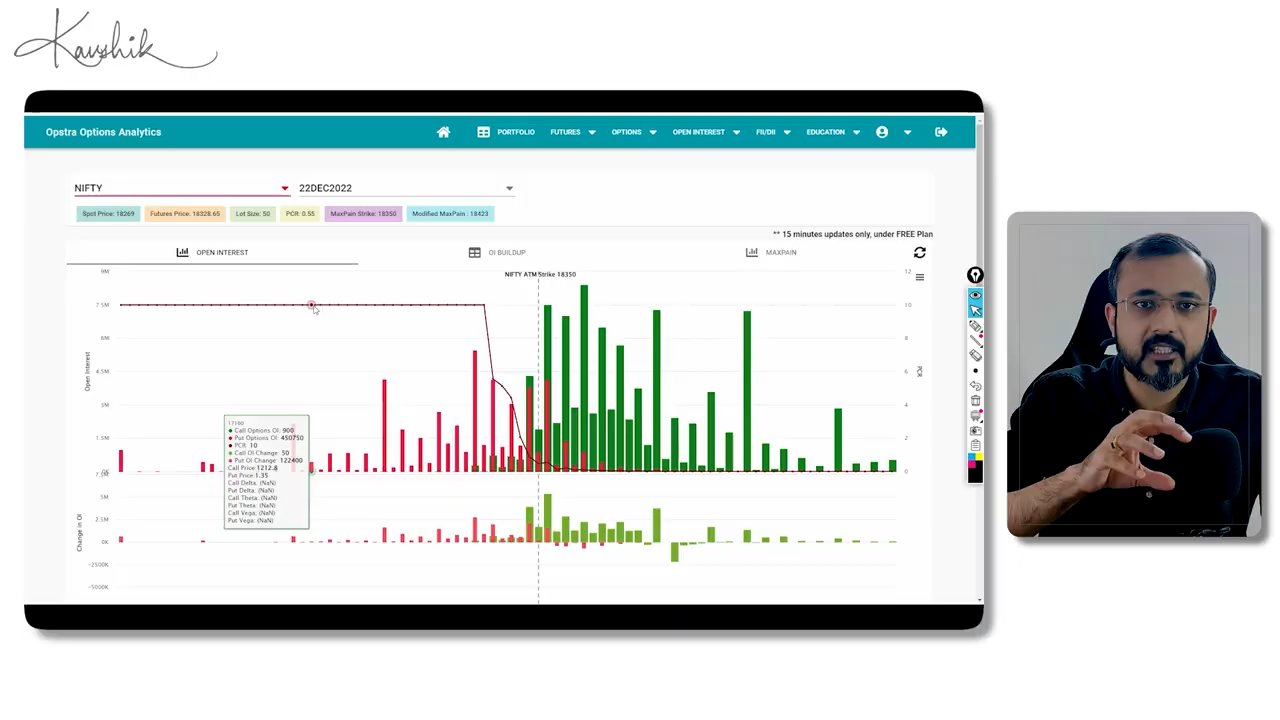 Kaushik
Opstra Options Analytics
PORTFOLIO FUTURES OPTIONS OPEN INTEREST FII/DII EDUCATION
NIFTY 22DEC2022
Spot Price: 18269 Futures Price: 18328.65 Lot Size: 50 PCR: 0.55 MaxPain Strike: 18350 Modified MaxPain : 18423
** 15 minutes updates only, under FREE Plan
OPEN INTEREST OI BUILDUP MAXPAIN
NIFTY ATM Strike 18350
9M
7.5M
6M
4.5M
3M
1.5M
0K
Open Interest
12
10
8
6
4
2
0
PCR
Call Options OI: 900
Put Options OI: 450750
PCR: 10
Call OI Change: 50
Put OI Change: 122400
Call Price:1212.8
Put Price:1.35
Call Delta: (NaN)
Put Delta: (NaN)
Call Theta: (NaN)
Put Theta: (NaN)
Call Vega: (NaN)
Put Vega: (NaN)
7.5M
5M
2.5M
0K
−2500K
−5000K
Change in OI